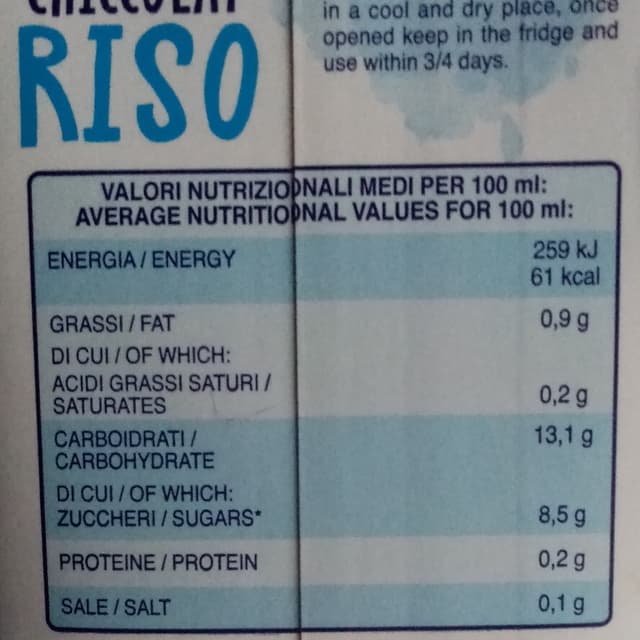 RISO
in a cool and dry place, once
opened keep in the fridge and
use within 3/4 days.
VALORI NUTRIZIONALI MEDI PER 100 ml:
AVERAGE NUTRITIONAL VALUES FOR 100 ml:
ENERGIA / ENERGY 259 kJ
61 kcal
GRASSI / FAT 0,9 g
DI CUI / OF WHICH:
ACIDI GRASSI SATURI /
SATURATES 0,2 g
CARBOIDRATI / 13,1 g
CARBOHYDRATE
DI CUI / OF WHICH:
ZUCCHERI / SUGARS* 8,5 g
PROTEINE / PROTEIN 0,2 g
SALE / SALT 0,1 g